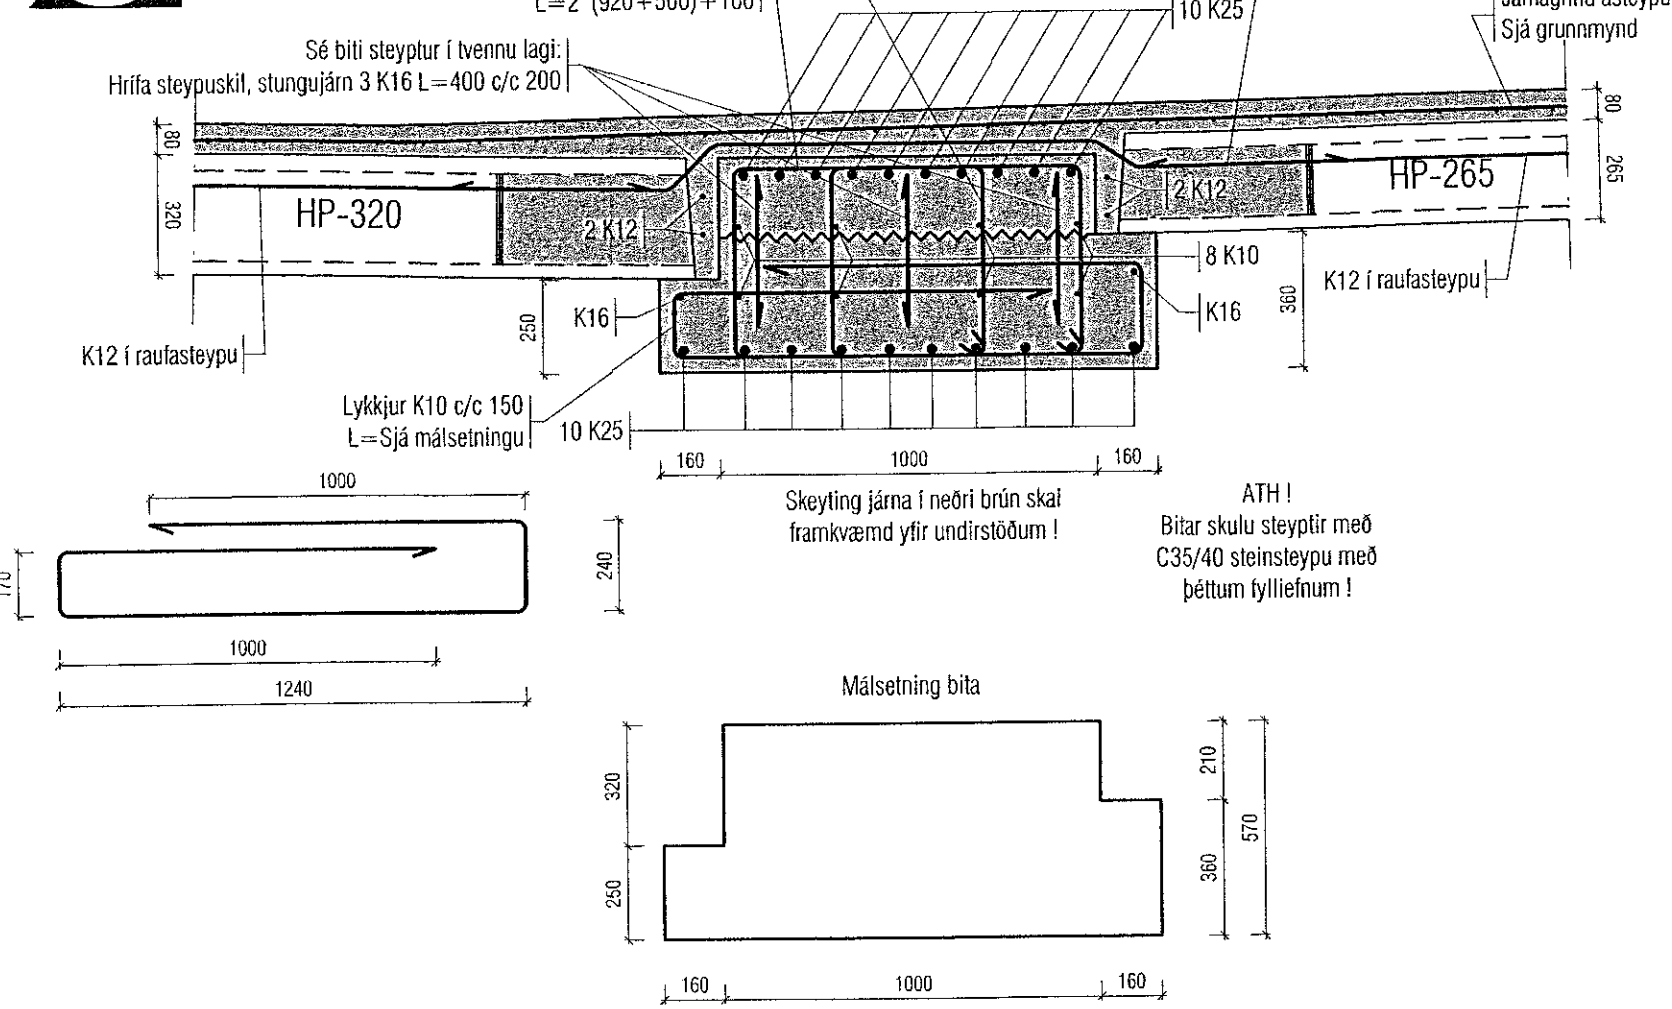 L=2*(920+500)+100
10 K25
Járnagrind ásteypu
Sjá grunnmynd
Sé biti steyptur í tvennu lagi:
Hrífa steypuskil, stungujárn 3 K16 L=400 c/c 200
80
80
320
265
HP-320
HP-265
2 K12
2 K12
8 K10
K12 í raufasteypu
K16
K16
250
360
K12 í raufasteypu
Lykkjur K10 c/c 150
L=Sjá málsetningu
10 K25
160
1000
160
1000
240
170
1000
1240
Skeyting járna í neðri brún skal
framkvæmd yfir undirstöðum !
ATH !
Bitar skulu steyptir með
C35/40 steinsteypu með
þéttum fylliefnum !
Málsetning bita
320
250
210
360
570
160
1000
160